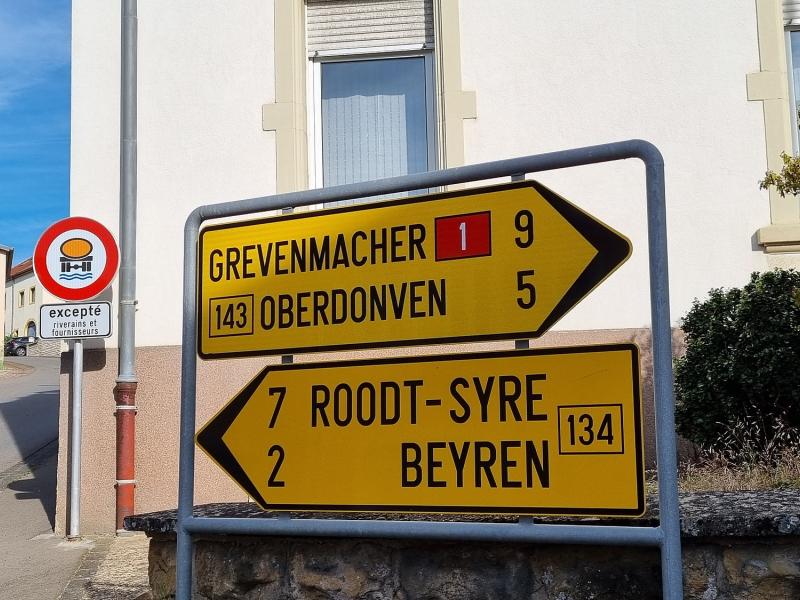 GREVENMACHER 1 9
143 OBERDONVEN 5
7 ROODT-SYRE
2 BEYREN 134
excepté
riverains et
fournisseurs